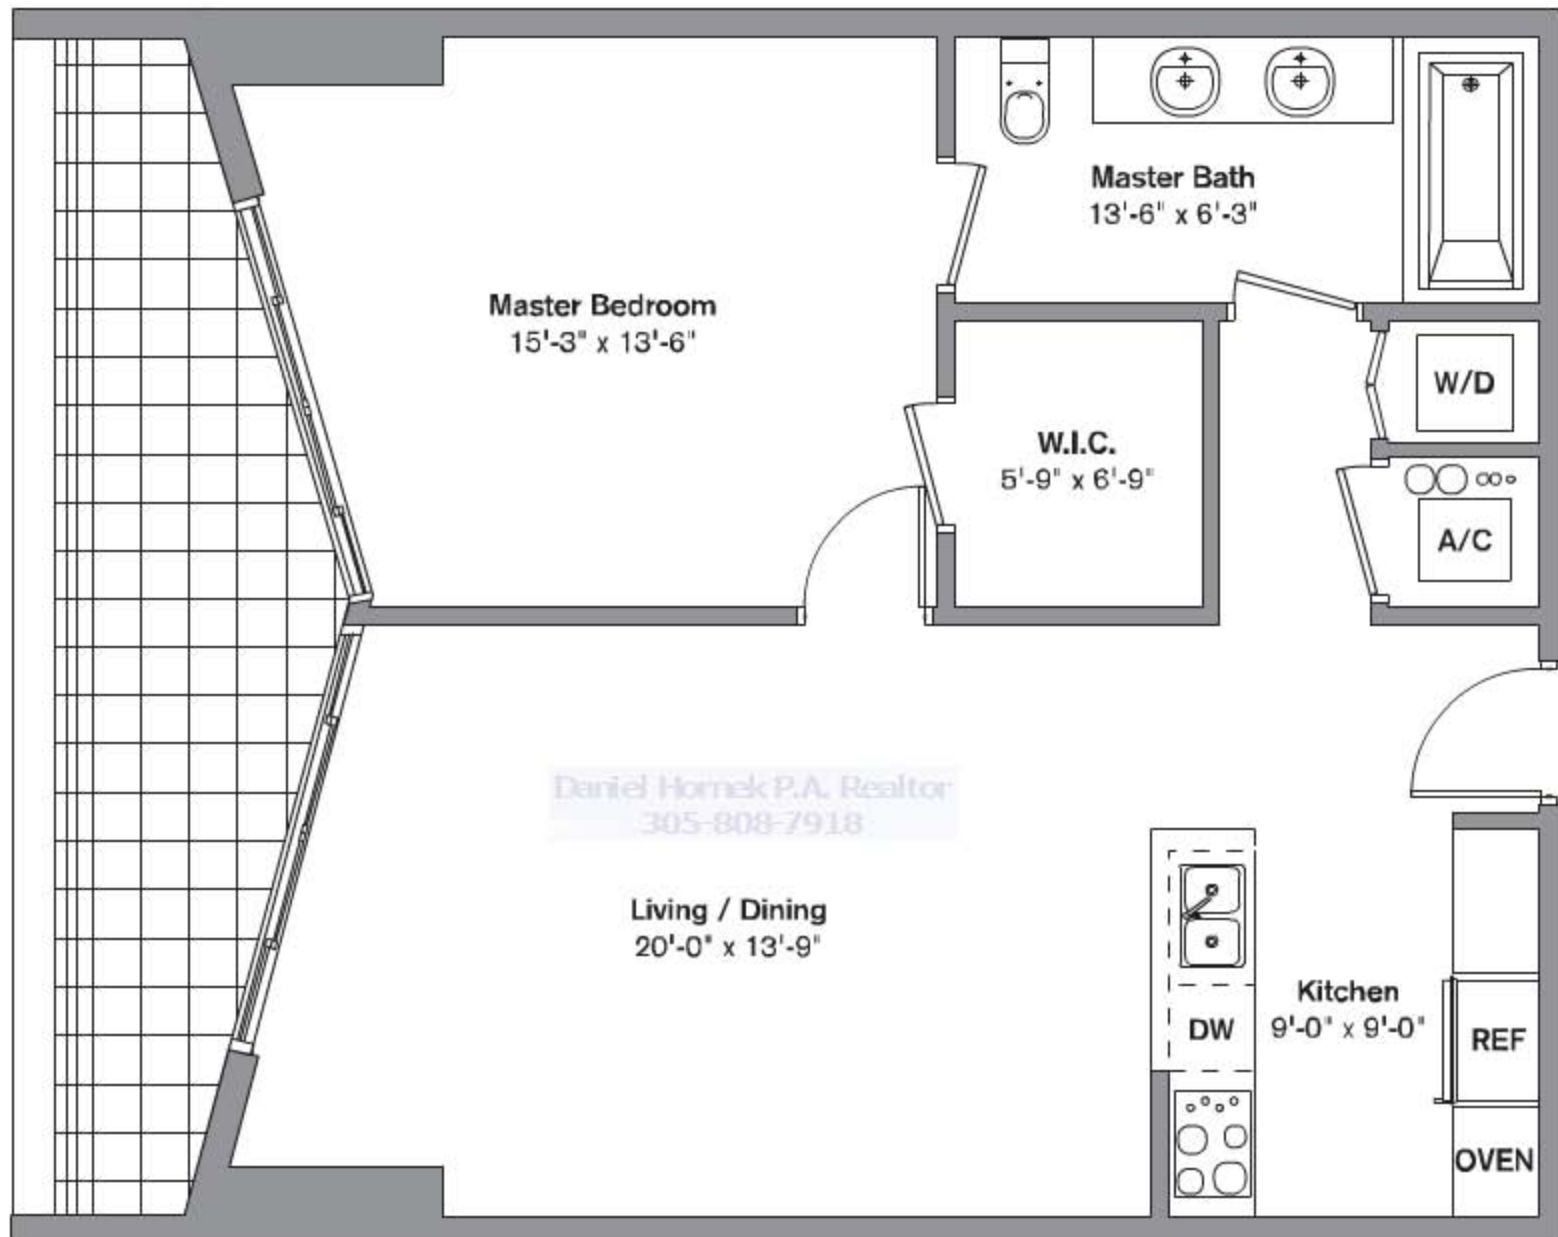 Master Bath
13'-6" x 6'-3"
Master Bedroom
15'-3" x 13'-6"
W/D
W.I.C.
5'-9" x 6'-9"
A/C
Daniel Hornek P.A. Realtor
305-808-7918
Living / Dining
20'-0" x 13'-9"
Kitchen
9'-0" x 9'-0"
DW
REF
OVEN